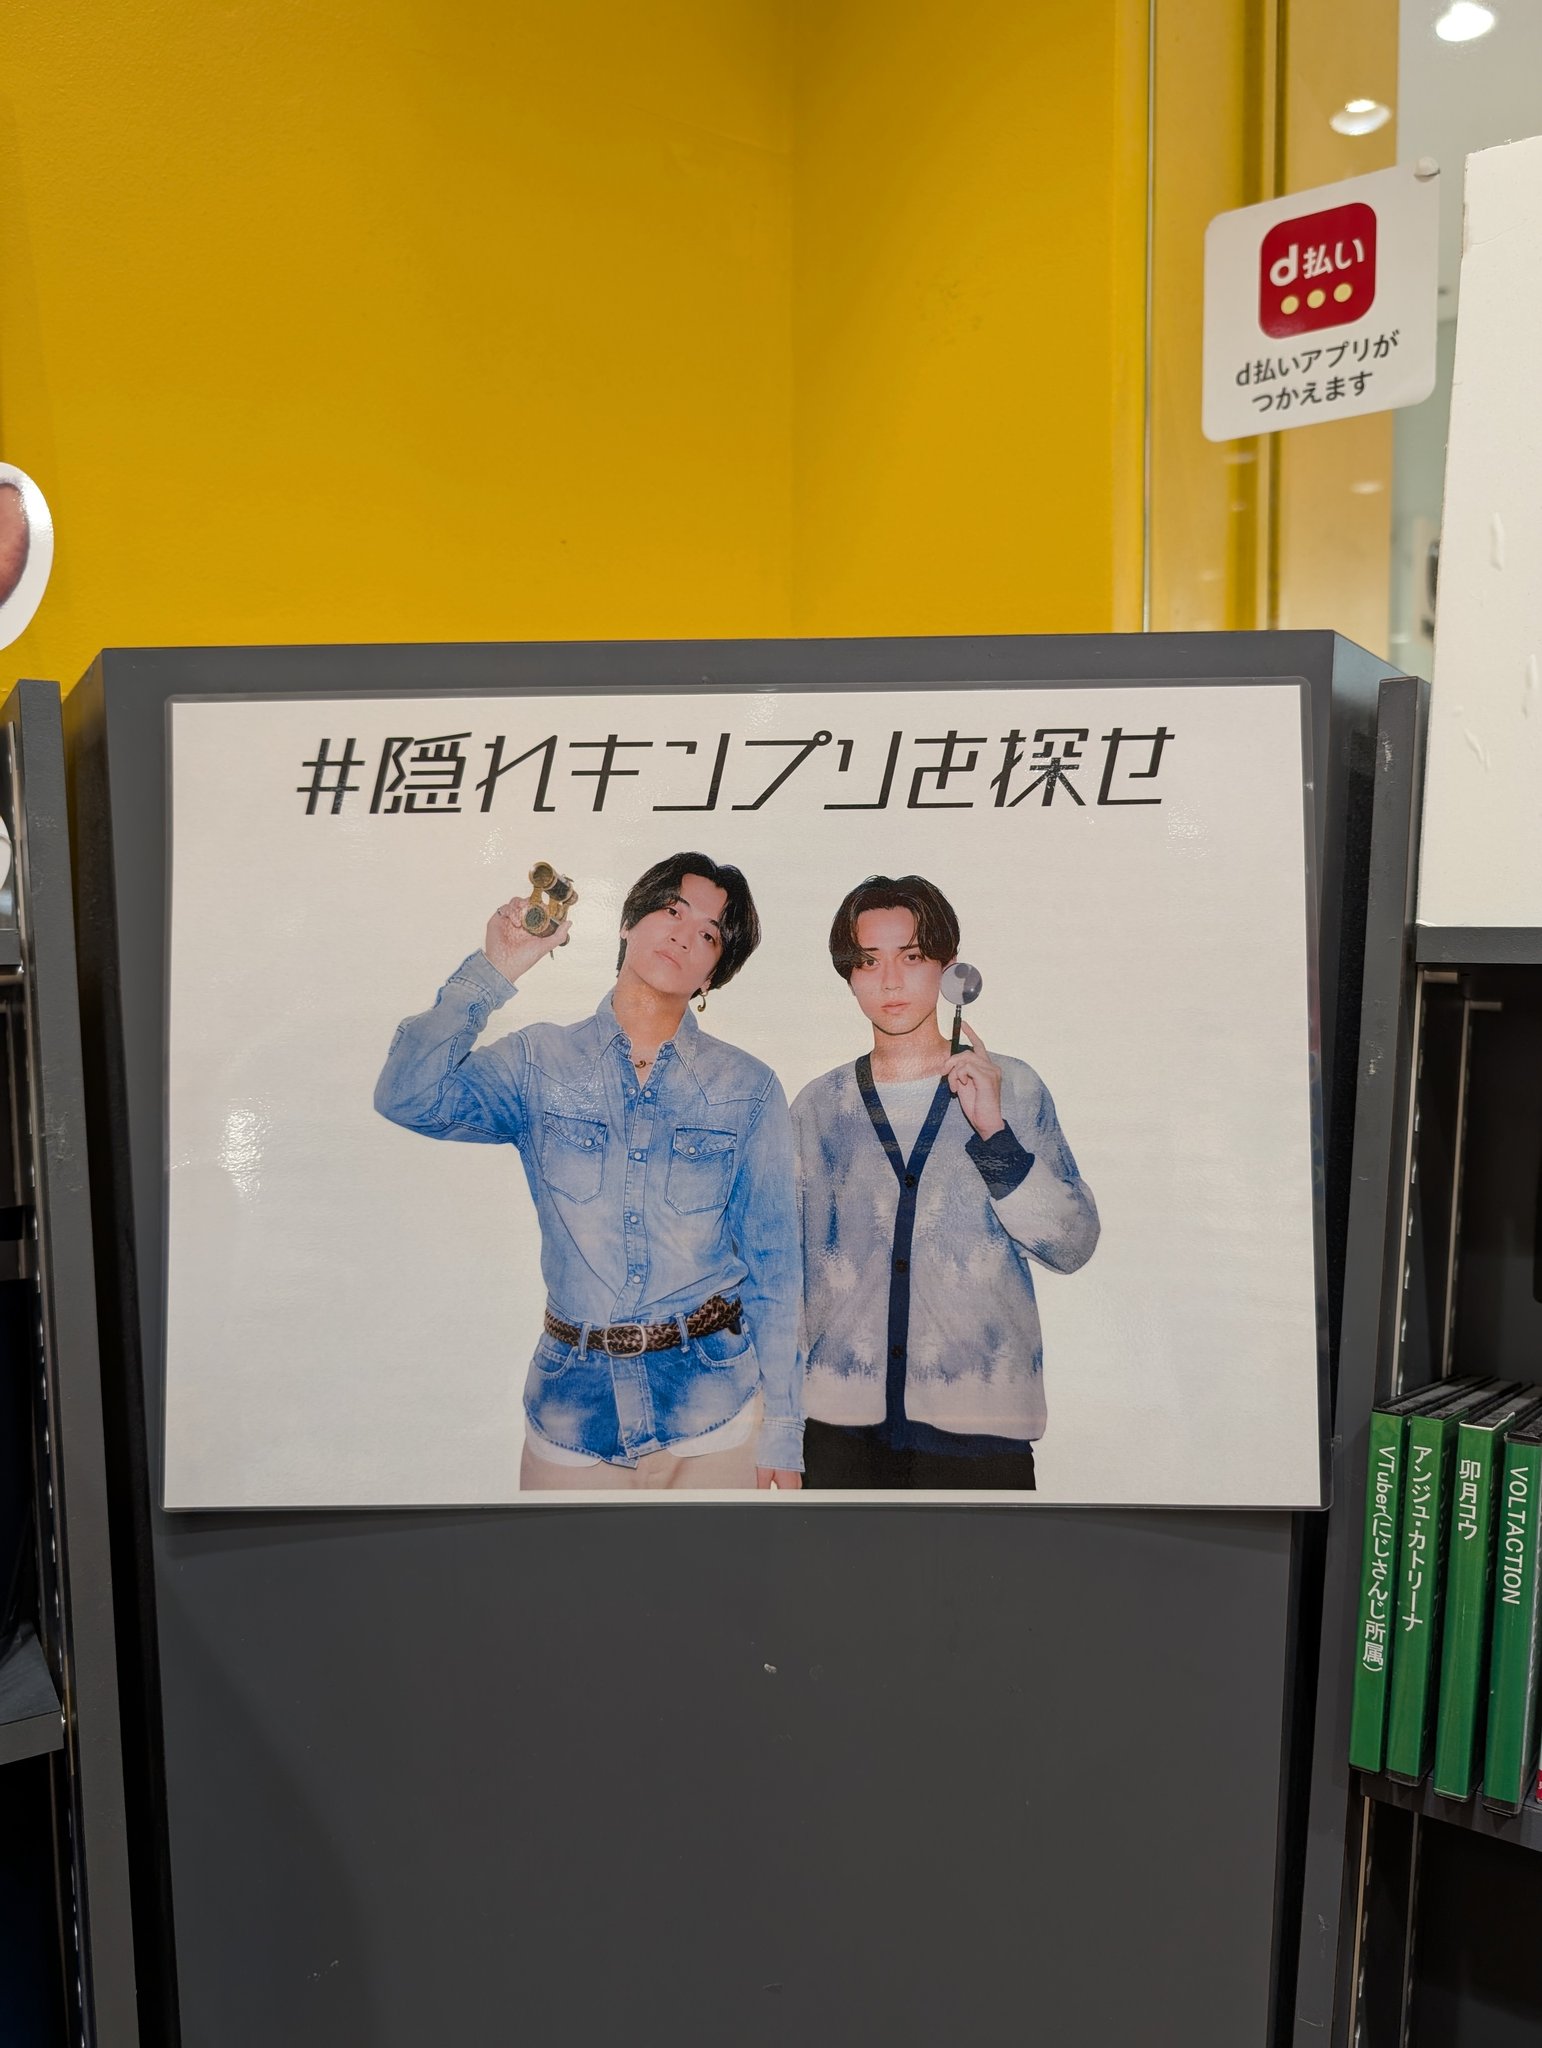 d払い
d払いアプリが
つかえます
#隠れキンプリを探せ
VTuber(にじさんじ所属)
アンジュ・カトリーナ
卯月コウ
VOLTACTION